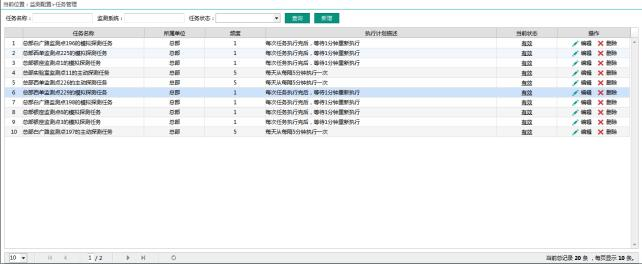 当前位置：监测配置>任务管理
任务名称： 监测系统： 任务状态： 查询 新增
任务名称 所属单位 频度 执行计划描述 当前状态 操作
1 总部白广路监测点196的模拟探测任务 总部 1 每次任务执行完后，等待1分钟重新执行 有效 编辑 删除
2 总部西单监测点225的模拟探测任务 总部 1 每次任务执行完后，等待1分钟重新执行 有效 编辑 删除
3 总部银座监测点1的模拟探测任务 总部 1 每次任务执行完后，等待1分钟重新执行 有效 编辑 删除
4 总部实验室监测点11的主动探测任务 总部 5 每天从每隔5分钟执行一次 有效 编辑 删除
5 总部西单监测点226的主动探测任务 总部 5 每天从每隔5分钟执行一次 有效 编辑 删除
6 总部西单监测点229的模拟探测任务 总部 1 每次任务执行完后，等待1分钟重新执行 有效 编辑 删除
7 总部白广路监测点198的模拟探测任务 总部 1 每次任务执行完后，等待1分钟重新执行 有效 编辑 删除
8 总部银座监测点5的模拟探测任务 总部 1 每次任务执行完后，等待1分钟重新执行 有效 编辑 删除
9 总部银座监测点3的模拟探测任务 总部 1 每次任务执行完后，等待1分钟重新执行 有效 编辑 删除
10 总部白广路监测点197的主动探测任务 总部 5 每天从每隔5分钟执行一次 有效 编辑 删除
10 1 / 2 当前总记录 20 条 ，每页显示 10 条。